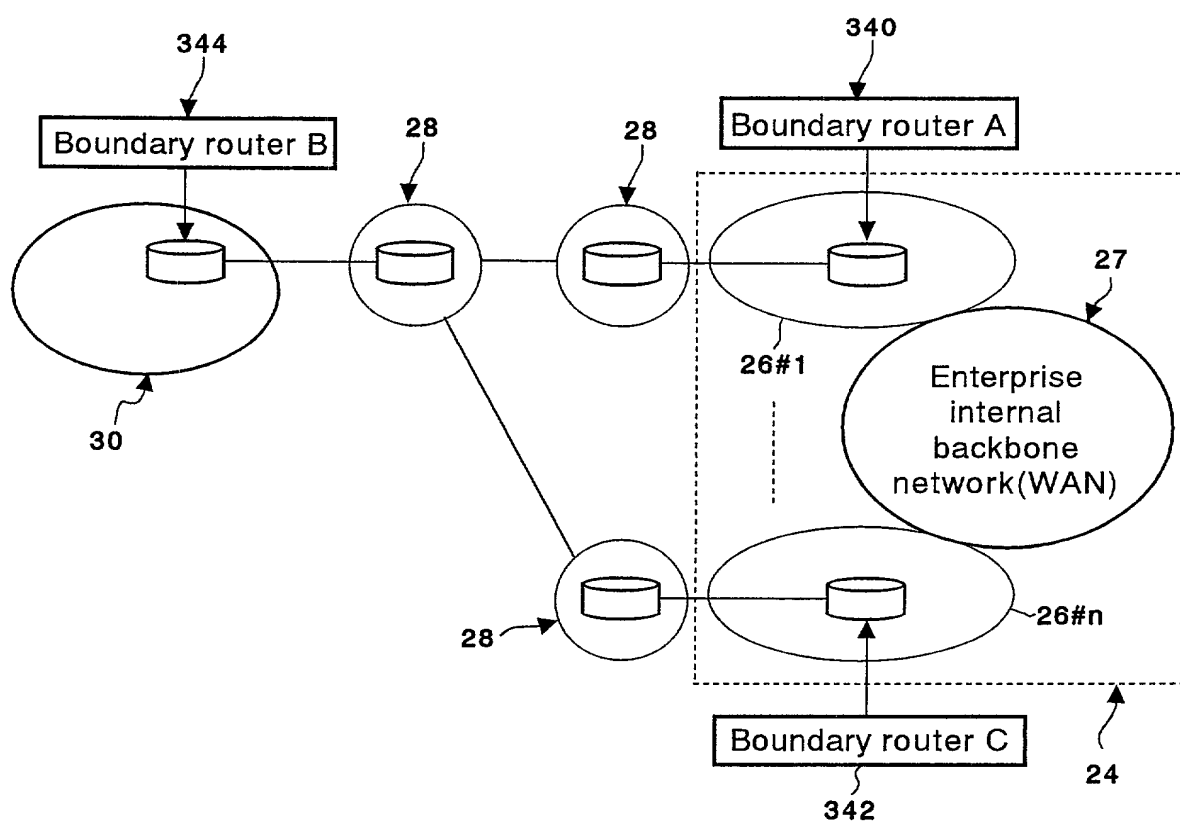 344
340
Boundary router B
28
28
Boundary router A
27
26#1
Enterprise
internal
backbone
network(WAN)
30
28
26#n
Boundary router C
24
342